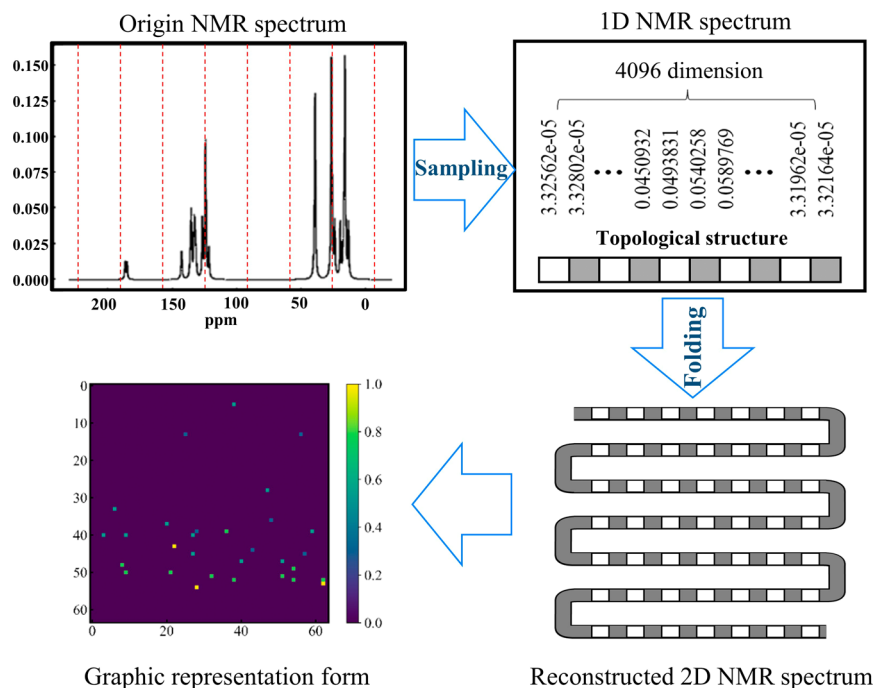 Origin NMR spectrum
0.150
0.125
0.100
0.075
0.050
0.025
0.000
200 150 100 50 0
ppm
Sampling
1D NMR spectrum
4096 dimension
3.32562e-05
3.32802e-05
•••
0.0450932
0.0493831
0.0540258
0.0589769
•••
3.31962e-05
3.32164e-05
Topological structure
Folding
0
10
20
30
40
50
60
0 20 40 60
1.0
0.8
0.6
0.4
0.2
0.0
Graphic representation form
Reconstructed 2D NMR spectrum